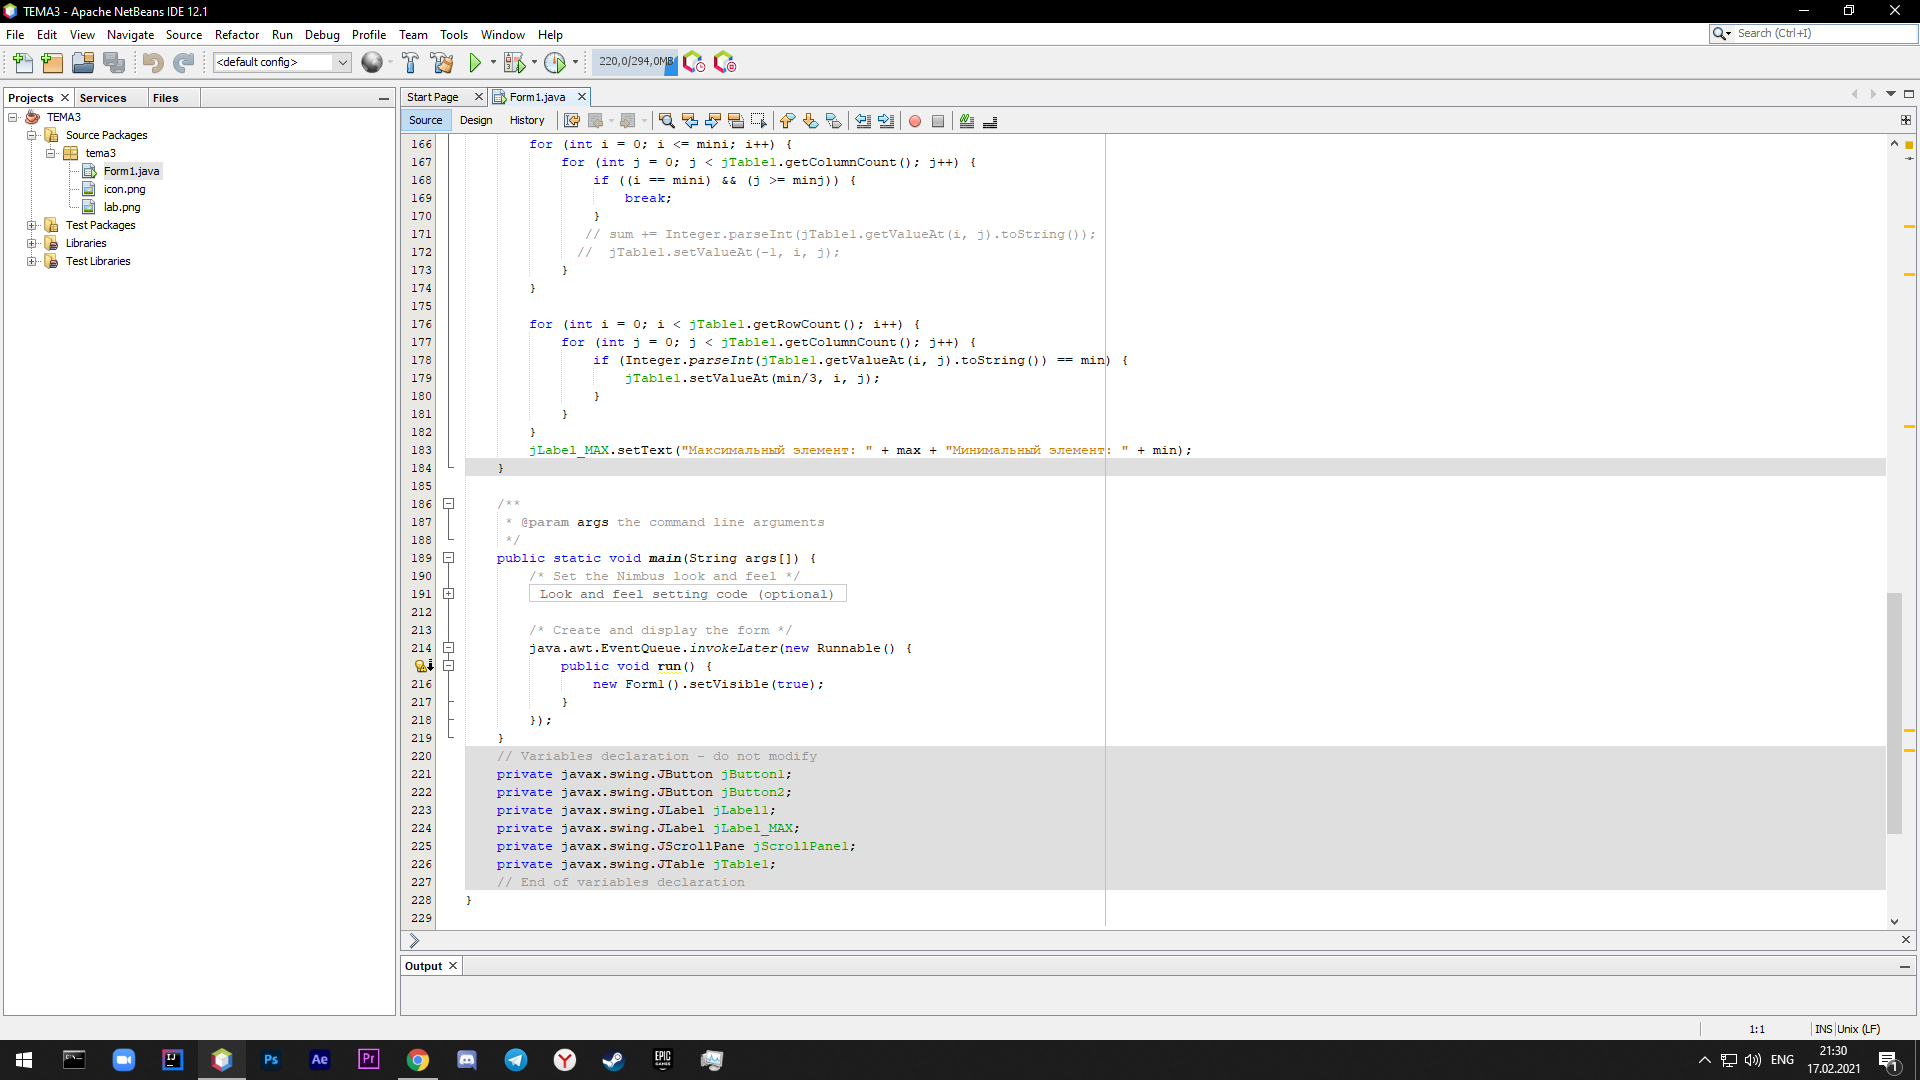 TEMA3 - Apache NetBeans IDE 12.1
File Edit View Navigate Source Refactor Run Debug Profile Team Tools Window Help
Search (Ctrl+I)
<default config>
220,0/294,0MB
Projects Services Files
TEMA3
Source Packages
tema3
Form1.java
icon.png
lab.png
Test Packages
Libraries
Test Libraries
Start Page Form1.java
Source Design History
166 for (int i = 0; i <= mini; i++) {
167 for (int j = 0; j < jTable1.getColumnCount(); j++) {
168 if ((i == mini) && (j >= minj)) {
169 break;
170 }
171 // sum += Integer.parseInt(jTable1.getValueAt(i, j).toString());
172 // jTable1.setValueAt(-1, i, j);
173 }
174 }
175
176 for (int i = 0; i < jTable1.getRowCount(); i++) {
177 for (int j = 0; j < jTable1.getColumnCount(); j++) {
178 if (Integer.parseInt(jTable1.getValueAt(i, j).toString()) == min) {
179 jTable1.setValueAt(min/3, i, j);
180 }
181 }
182 }
183 jLabel_MAX.setText("Максимальный элемент: " + max + "Минимальный элемент: " + min);
184 }
185
186 /**
187 * @param args the command line arguments
188 */
189 public static void main(String args[]) {
190 /* Set the Nimbus look and feel */
191 Look and feel setting code (optional)
212
213 /* Create and display the form */
214 java.awt.EventQueue.invokeLater(new Runnable() {
public void run() {
216 new Form1().setVisible(true);
217 }
218 });
219 }
220 // Variables declaration - do not modify
221 private javax.swing.JButton jButton1;
222 private javax.swing.JButton jButton2;
223 private javax.swing.JLabel jLabel1;
224 private javax.swing.JLabel jLabel_MAX;
225 private javax.swing.JScrollPane jScrollPane1;
226 private javax.swing.JTable jTable1;
227 // End of variables declaration
228 }
229
Output
1:1 INS Unix (LF)
Ps Ae Pr EPIC GAMES
ENG
21:30
17.02.2021
1